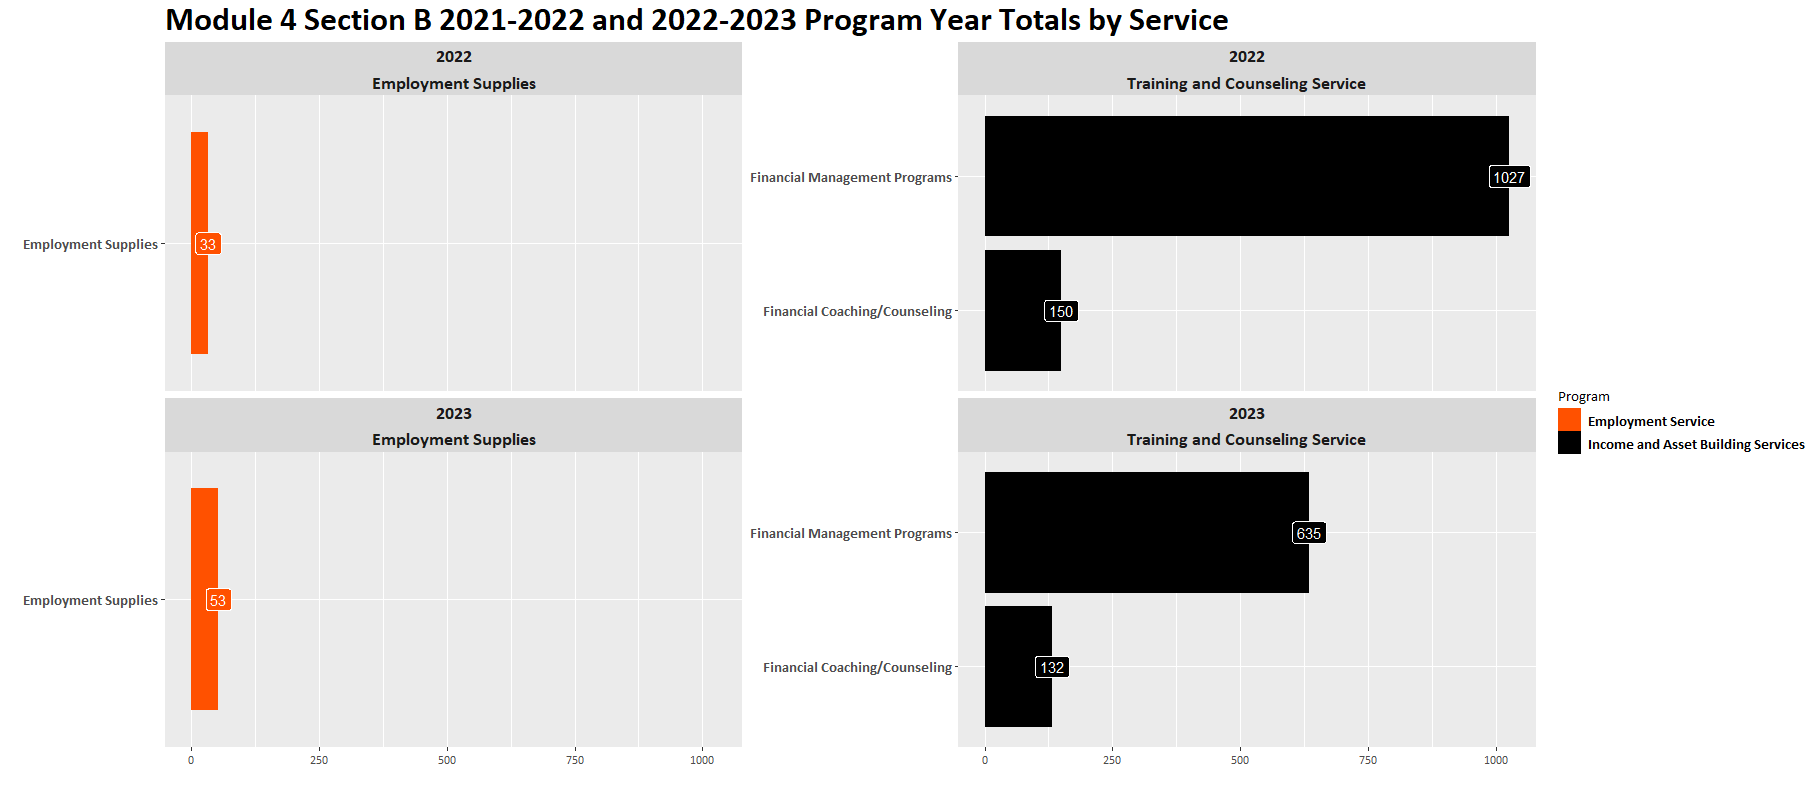 Module 4 Section B 2021-2022 and 2022-2023 Program Year Totals by Service
2022
Employment Supplies
Employment Supplies
33
2022
Training and Counseling Service
Financial Management Programs
1027
Financial Coaching/Counseling
150
2023
Employment Supplies
Employment Supplies
53
0 250 500 750 1000
2023
Training and Counseling Service
Financial Management Programs
635
Financial Coaching/Counseling
132
0 250 500 750 1000
Program
Employment Service
Income and Asset Building Services